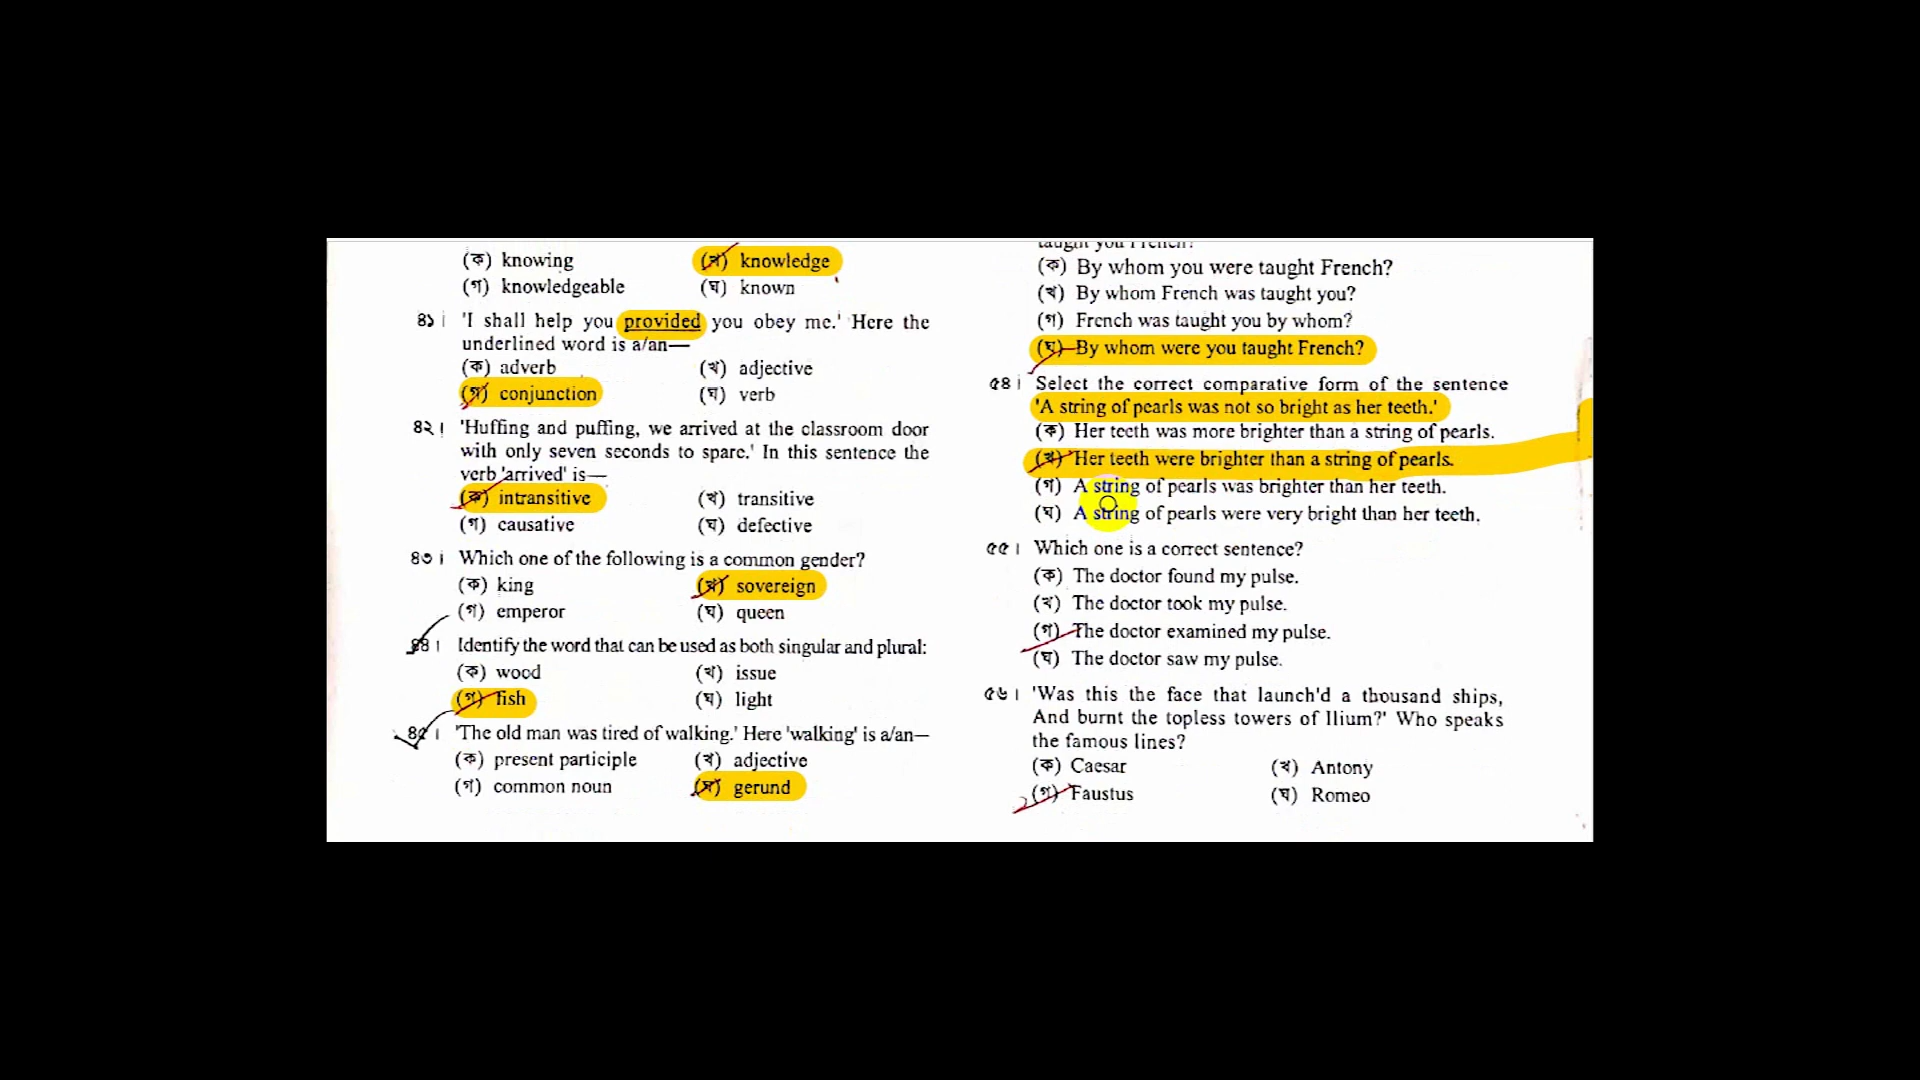 (ক) knowing (খ) knowledge
(গ) knowledgeable (ঘ) known
৪১। 'I shall help you provided you obey me.' Here the
underlined word is a/an—
(ক) adverb (খ) adjective
(গ) conjunction (ঘ) verb
৪২। 'Huffing and puffing, we arrived at the classroom door
with only seven seconds to spare.' In this sentence the
verb 'arrived' is—
(ক) intransitive (খ) transitive
(গ) causative (ঘ) defective
৪৩। Which one of the following is a common gender?
(ক) king (খ) sovereign
(গ) emperor (ঘ) queen
৪৪। Identify the word that can be used as both singular and plural:
(ক) wood (খ) issue
(গ) fish (ঘ) light
৪৫। 'The old man was tired of walking.' Here 'walking' is a/an—
(ক) present participle (খ) adjective
(গ) common noun (ঘ) gerund
taught you French?
(ক) By whom you were taught French?
(খ) By whom French was taught you?
(গ) French was taught you by whom?
(ঘ) By whom were you taught French?
৫৪। Select the correct comparative form of the sentence
'A string of pearls was not so bright as her teeth.'
(ক) Her teeth was more brighter than a string of pearls.
(খ) Her teeth were brighter than a string of pearls.
(গ) A string of pearls was brighter than her teeth.
(ঘ) A string of pearls were very bright than her teeth.
৫৫। Which one is a correct sentence?
(ক) The doctor found my pulse.
(খ) The doctor took my pulse.
(গ) The doctor examined my pulse.
(ঘ) The doctor saw my pulse.
৫৬। 'Was this the face that launch'd a thousand ships,
And burnt the topless towers of Ilium?' Who speaks
the famous lines?
(ক) Caesar (খ) Antony
(গ) Faustus (ঘ) Romeo